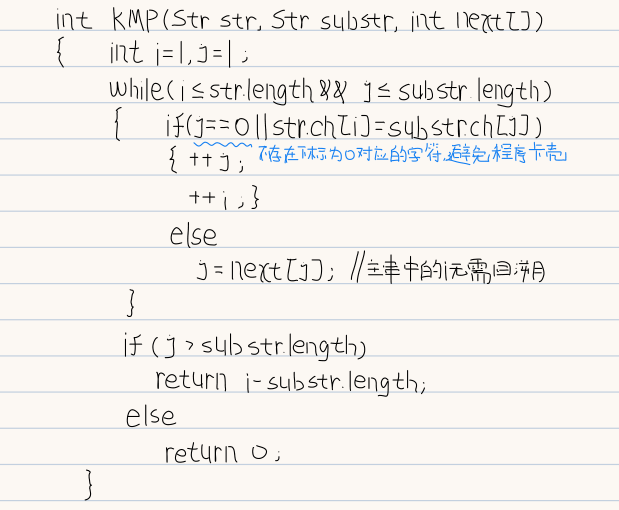 int KMP(Str str, Str substr, int next[])
{ int i=1,j=1;
while(i≤str.length && j≤substr.length)
{ if(j==0||str.ch[i]=substr.ch[j])
{ ++j; 不存在下标为0对应的字符,避免程序卡壳
++i;}
else
j=next[j]; //主串中的i无需回溯
}
if(j>substr.length)
return i-substr.length;
else
return 0;
}